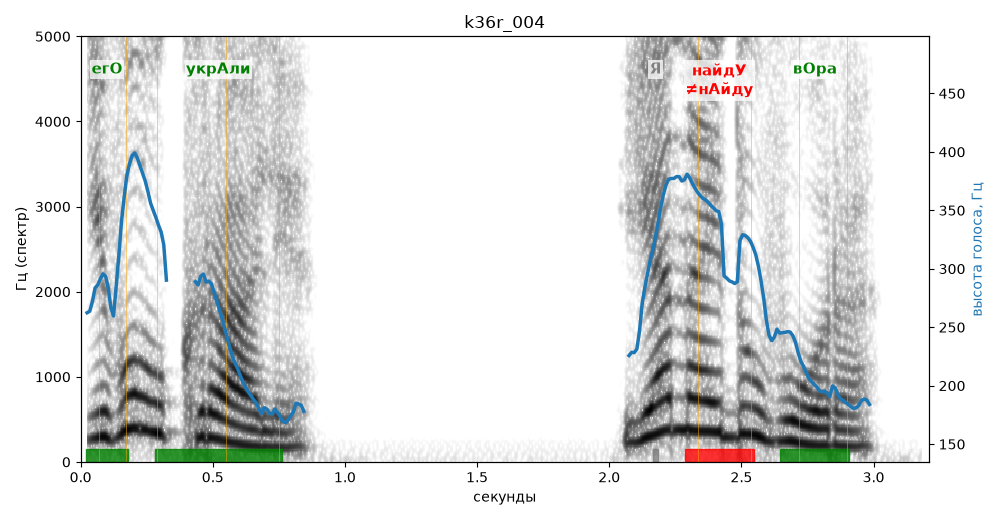 k36r_004
егО
укрАли
Я
найдУ
≠нАйду
вОра
5000
4000
3000
2000
1000
0
Гц (спектр)
450
400
350
300
250
200
150
высота голоса, Гц
0.0 0.5 1.0 1.5 2.0 2.5 3.0
секунды